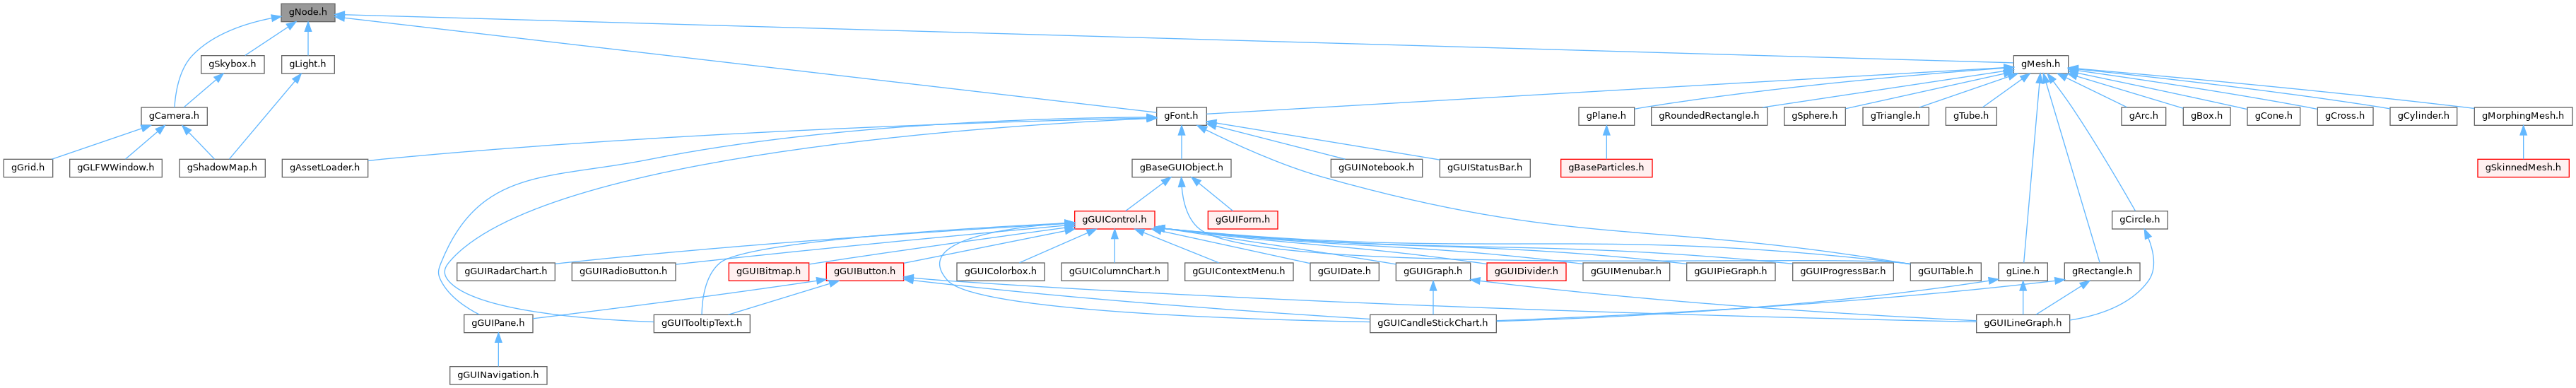 gNode.h
gSkybox.h
gLight.h
gMesh.h
gCamera.h
gFont.h
gPlane.h
gRoundedRectangle.h
gSphere.h
gTriangle.h
gTube.h
gArc.h
gBox.h
gCone.h
gCross.h
gCylinder.h
gMorphingMesh.h
gGrid.h
gGLFWWindow.h
gShadowMap.h
gAssetLoader.h
gBaseGUIObject.h
gGUINotebook.h
gGUIStatusBar.h
gBaseParticles.h
gSkinnedMesh.h
gGUIControl.h
gGUIForm.h
gCircle.h
gGUIRadarChart.h
gGUIRadioButton.h
gGUIBitmap.h
gGUIButton.h
gGUIColorbox.h
gGUIColumnChart.h
gGUIContextMenu.h
gGUIDate.h
gGUIGraph.h
gGUIDivider.h
gGUIMenubar.h
gGUIPieGraph.h
gGUIProgressBar.h
gGUITable.h
gLine.h
gRectangle.h
gGUIPane.h
gGUITooltipText.h
gGUICandleStickChart.h
gGUILineGraph.h
gGUINavigation.h